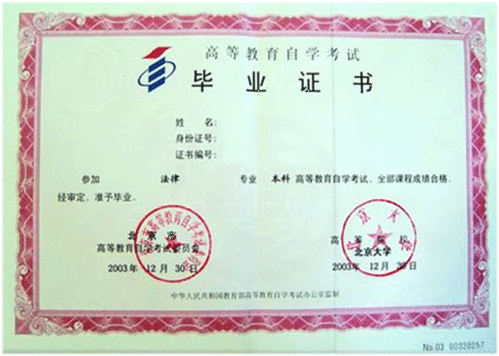 高等教育自学考试
毕业证书
姓名:
身份证号:
证书编号:
参加 法律 专业 本科 高等教育自学考试，全部课程成绩合格，
经审定，准予毕业。
北京市 高等院校
高等教育自学考试委员会 北京大学
2003年 12月 30日 2003年 12月 30日
中华人民共和国教育部高等教育自学考试办公室监制
No.03